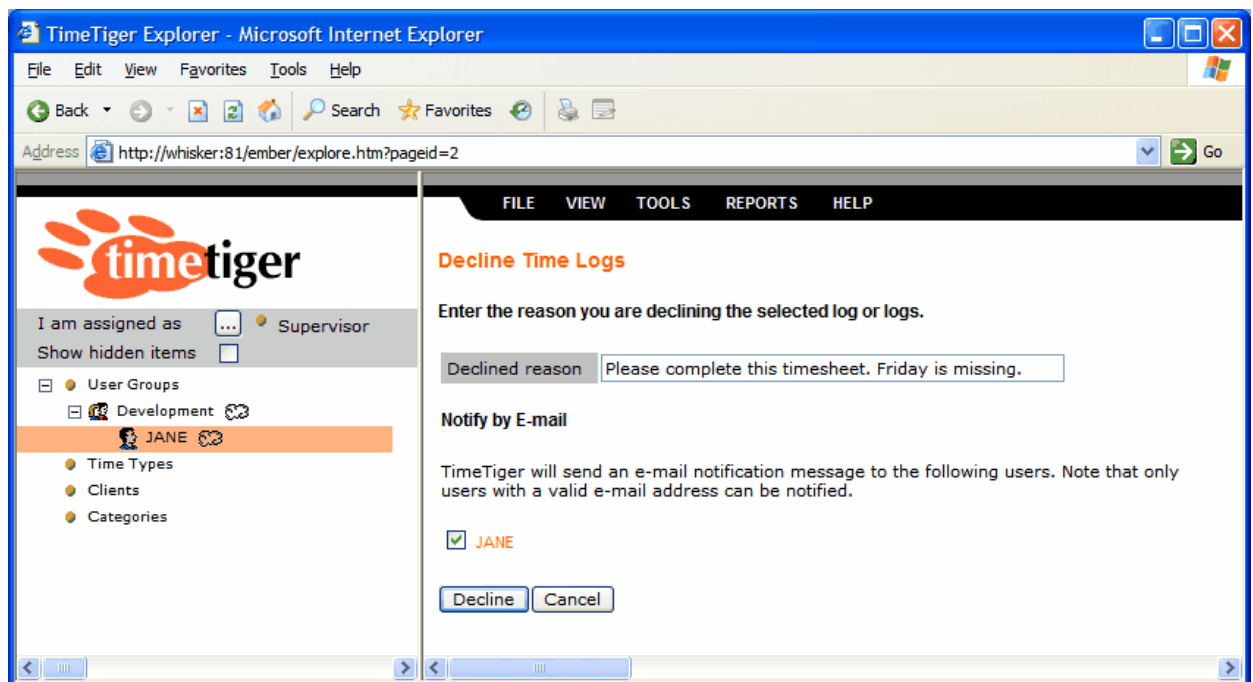 TimeTiger Explorer - Microsoft Internet Explorer
File Edit View Favorites Tools Help
Back Search Favorites
Address http://whisker:81/ember/explore.htm?pageid=2 Go
FILE VIEW TOOLS REPORTS HELP
timetiger
I am assigned as ... Supervisor
Show hidden items
User Groups
Development
JANE
Time Types
Clients
Categories
Decline Time Logs
Enter the reason you are declining the selected log or logs.
Declined reason Please complete this timesheet. Friday is missing.
Notify by E-mail
TimeTiger will send an e-mail notification message to the following users. Note that only
users with a valid e-mail address can be notified.
JANE
Decline Cancel